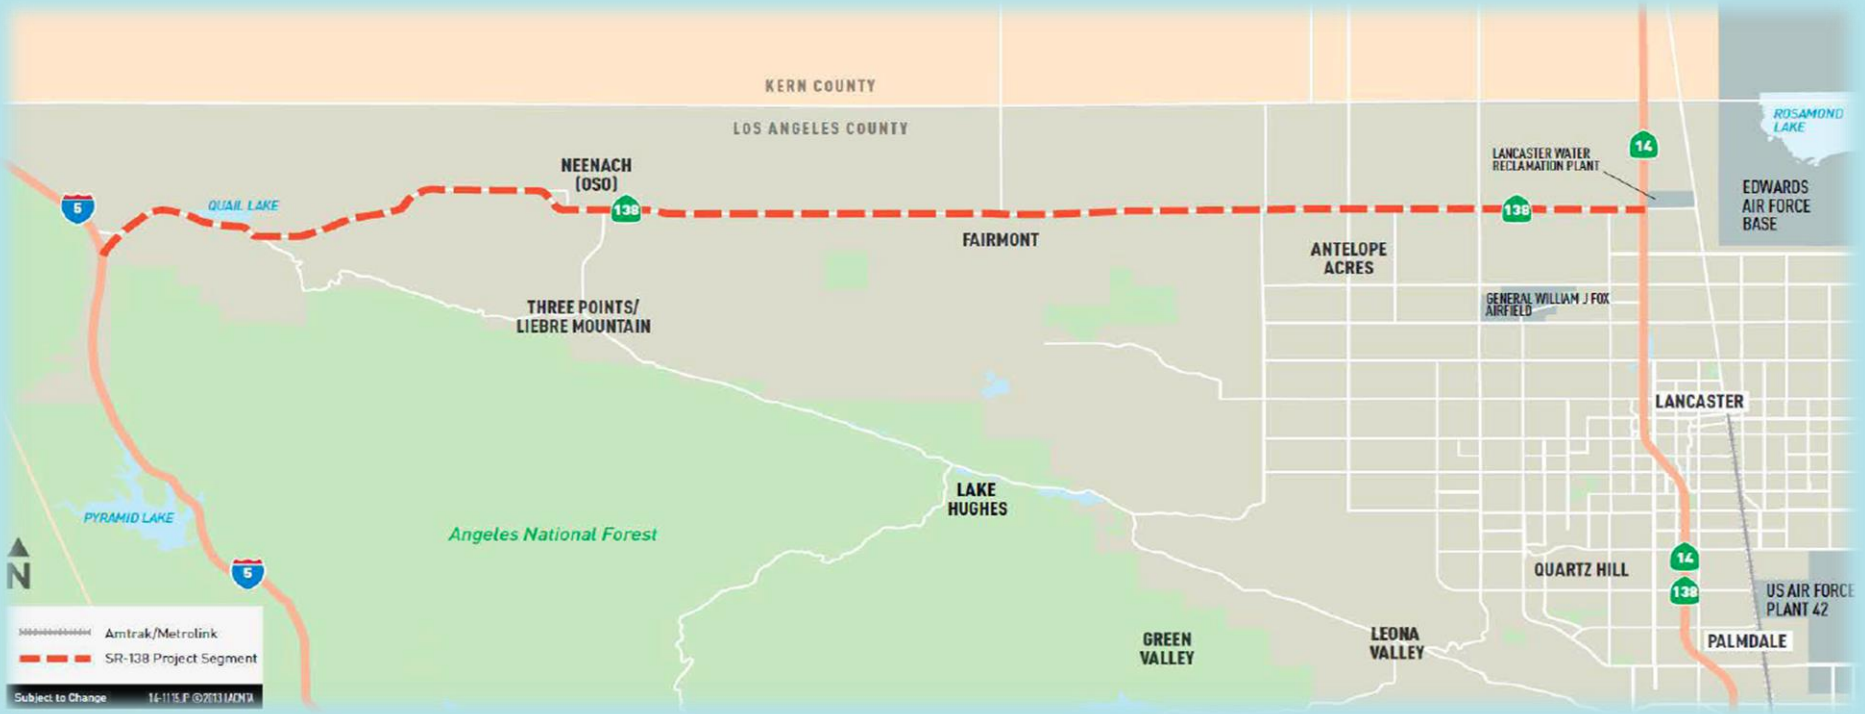 KERN COUNTY
LOS ANGELES COUNTY
ROSAMOND
LAKE
14
LANCASTER WATER
RECLAMATION PLANT
NEENACH
(OSO)
EDWARDS
AIR FORCE
BASE
5
QUAIL LAKE
138
138
FAIRMONT
ANTELOPE
ACRES
THREE POINTS/
LIEBRE MOUNTAIN
GENERAL WILLIAM J FOX
AIRFIELD
LANCASTER
LAKE
HUGHES
PYRAMID LAKE
Angeles National Forest
N
5
14
QUARTZ HILL
138
US AIR FORCE
PLANT 42
GREEN
VALLEY
LEONA
VALLEY
PALMDALE
Amtrak/Metrolink
SR-138 Project Segment
Subject to Change
©2013 LACMTA